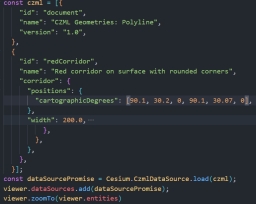 const czml = [{
"id": "document",
"name": "CZML Geometries: Polyline",
"version": "1.0",
},
{
"id": "redCorridor",
"name": "Red corridor on surface with rounded corners",
"corridor": {
"positions": {
"cartographicDegrees": [90.1, 30.2, 0, 90.1, 30.07, 0],
},
"width": 200.0,
},
},
}];
const dataSourcePromise = Cesium.CzmlDataSource.load(czml);
viewer.dataSources.add(dataSourcePromise);
viewer.zoomTo(viewer.entities)